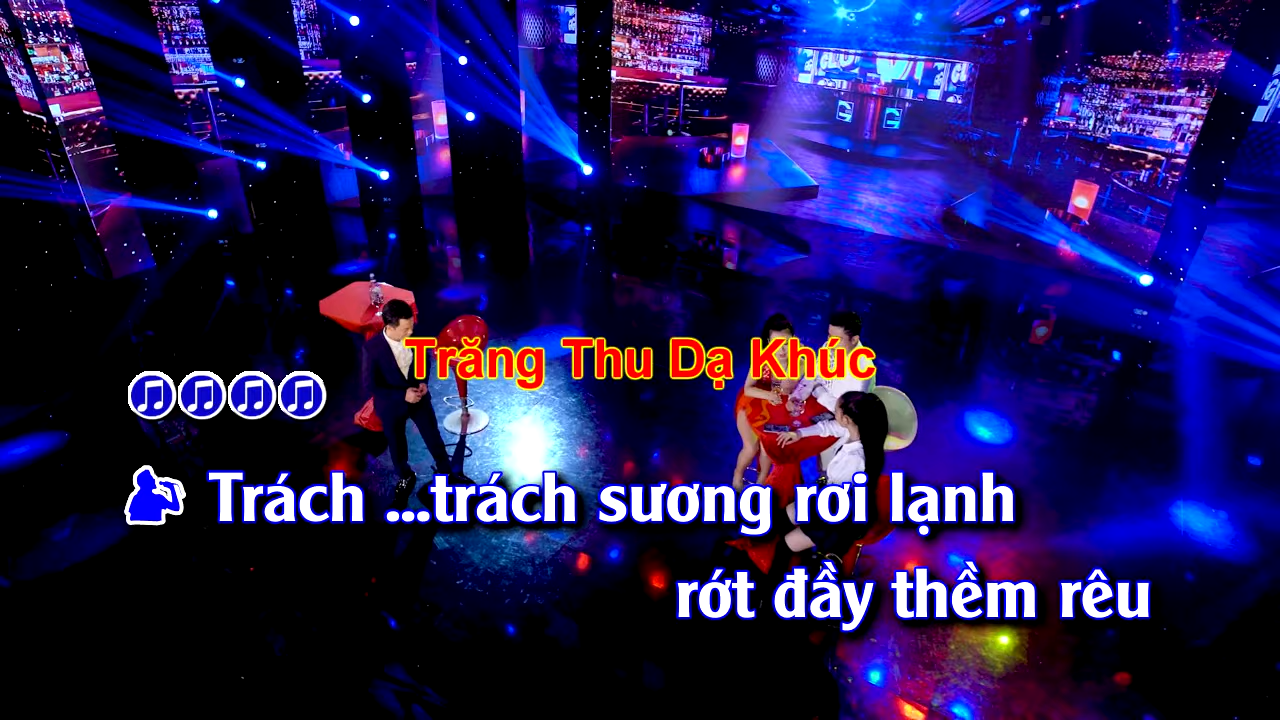 Trăng Thu Dạ Khúc
Trách ...trách sương rơi lạnh
rớt đầy thềm rêu